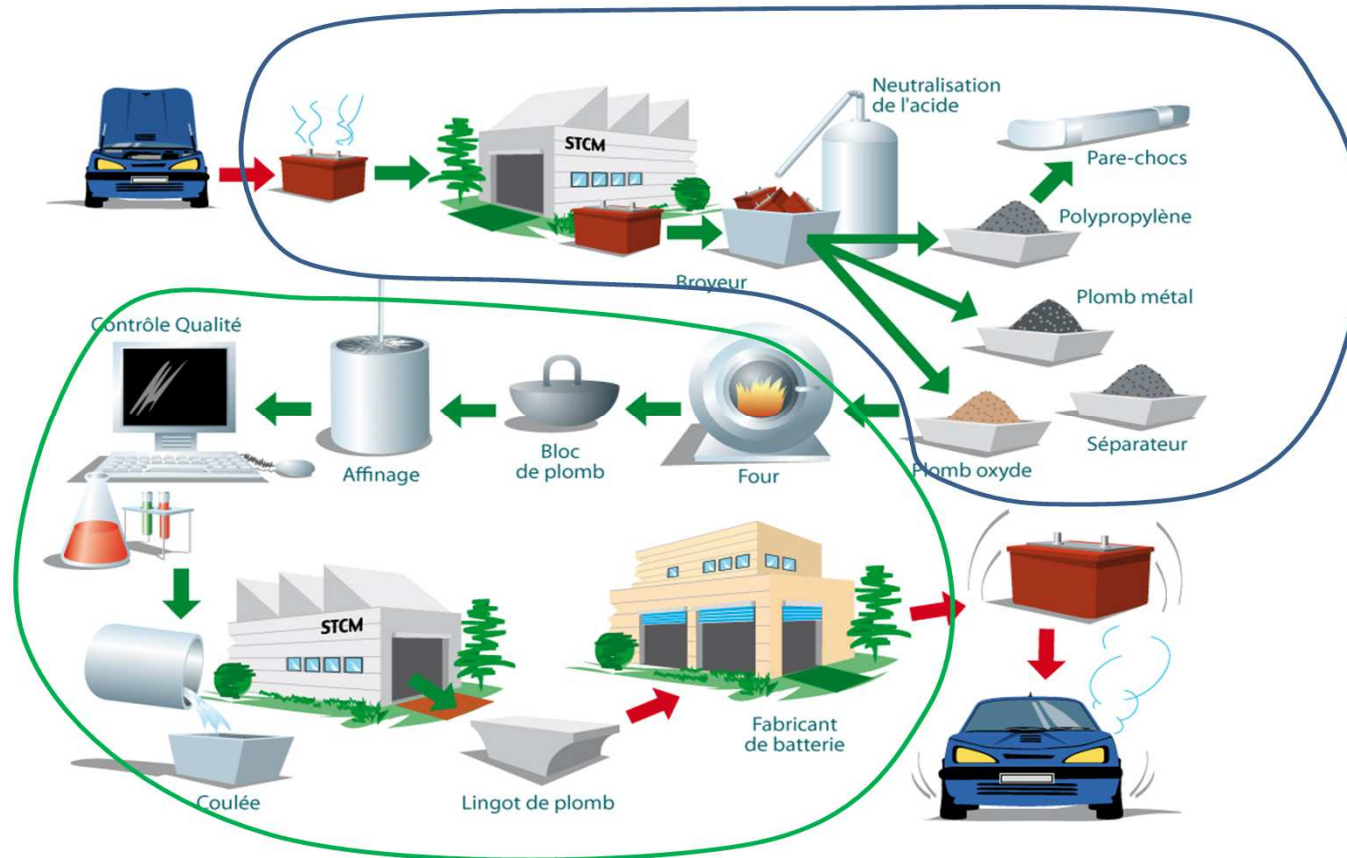 Neutralisation
de l'acide
STCM
Pare-chocs
Polypropylène
Broyeur
Plomb métal
Contrôle Qualité
Séparateur
Plomb oxyde
Four
Bloc
de plomb
Affinage
STCM
Fabricant
de batterie
Coulée
Lingot de plomb